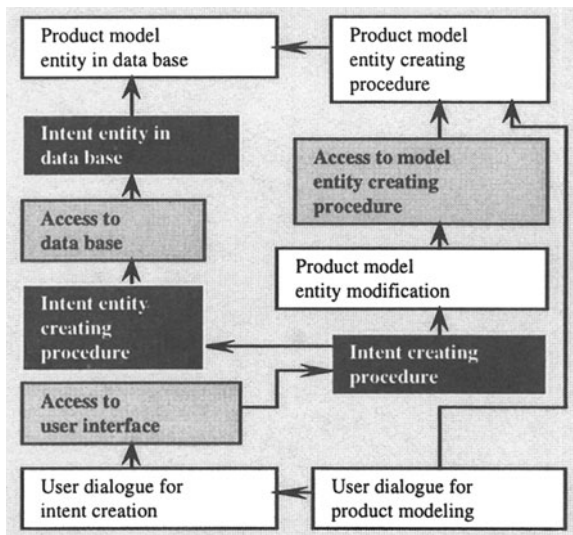 Product model
entity in data base
Product model
entity creating
procedure
Intent entity in
data base
Access to model
entity creating
procedure
Access to
data base
Product model
entity modification
Intent entity
creating
procedure
Intent creating
procedure
Access to
user interface
User dialogue for
intent creation
User dialogue for
product modeling